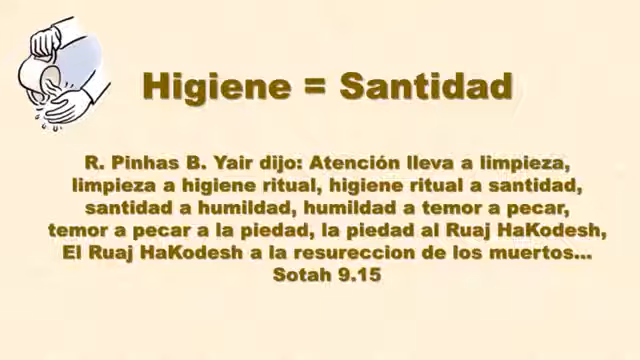 Higiene = Santidad
R. Pinhas B. Yair dijo: Atención lleva a limpieza,
limpieza a higiene ritual, higiene ritual a santidad,
santidad a humildad, humildad a temor a pecar,
temor a pecar a la piedad, la piedad al Ruaj HaKodesh,
El Ruaj HaKodesh a la resureccion de los muertos...
Sotah 9.15